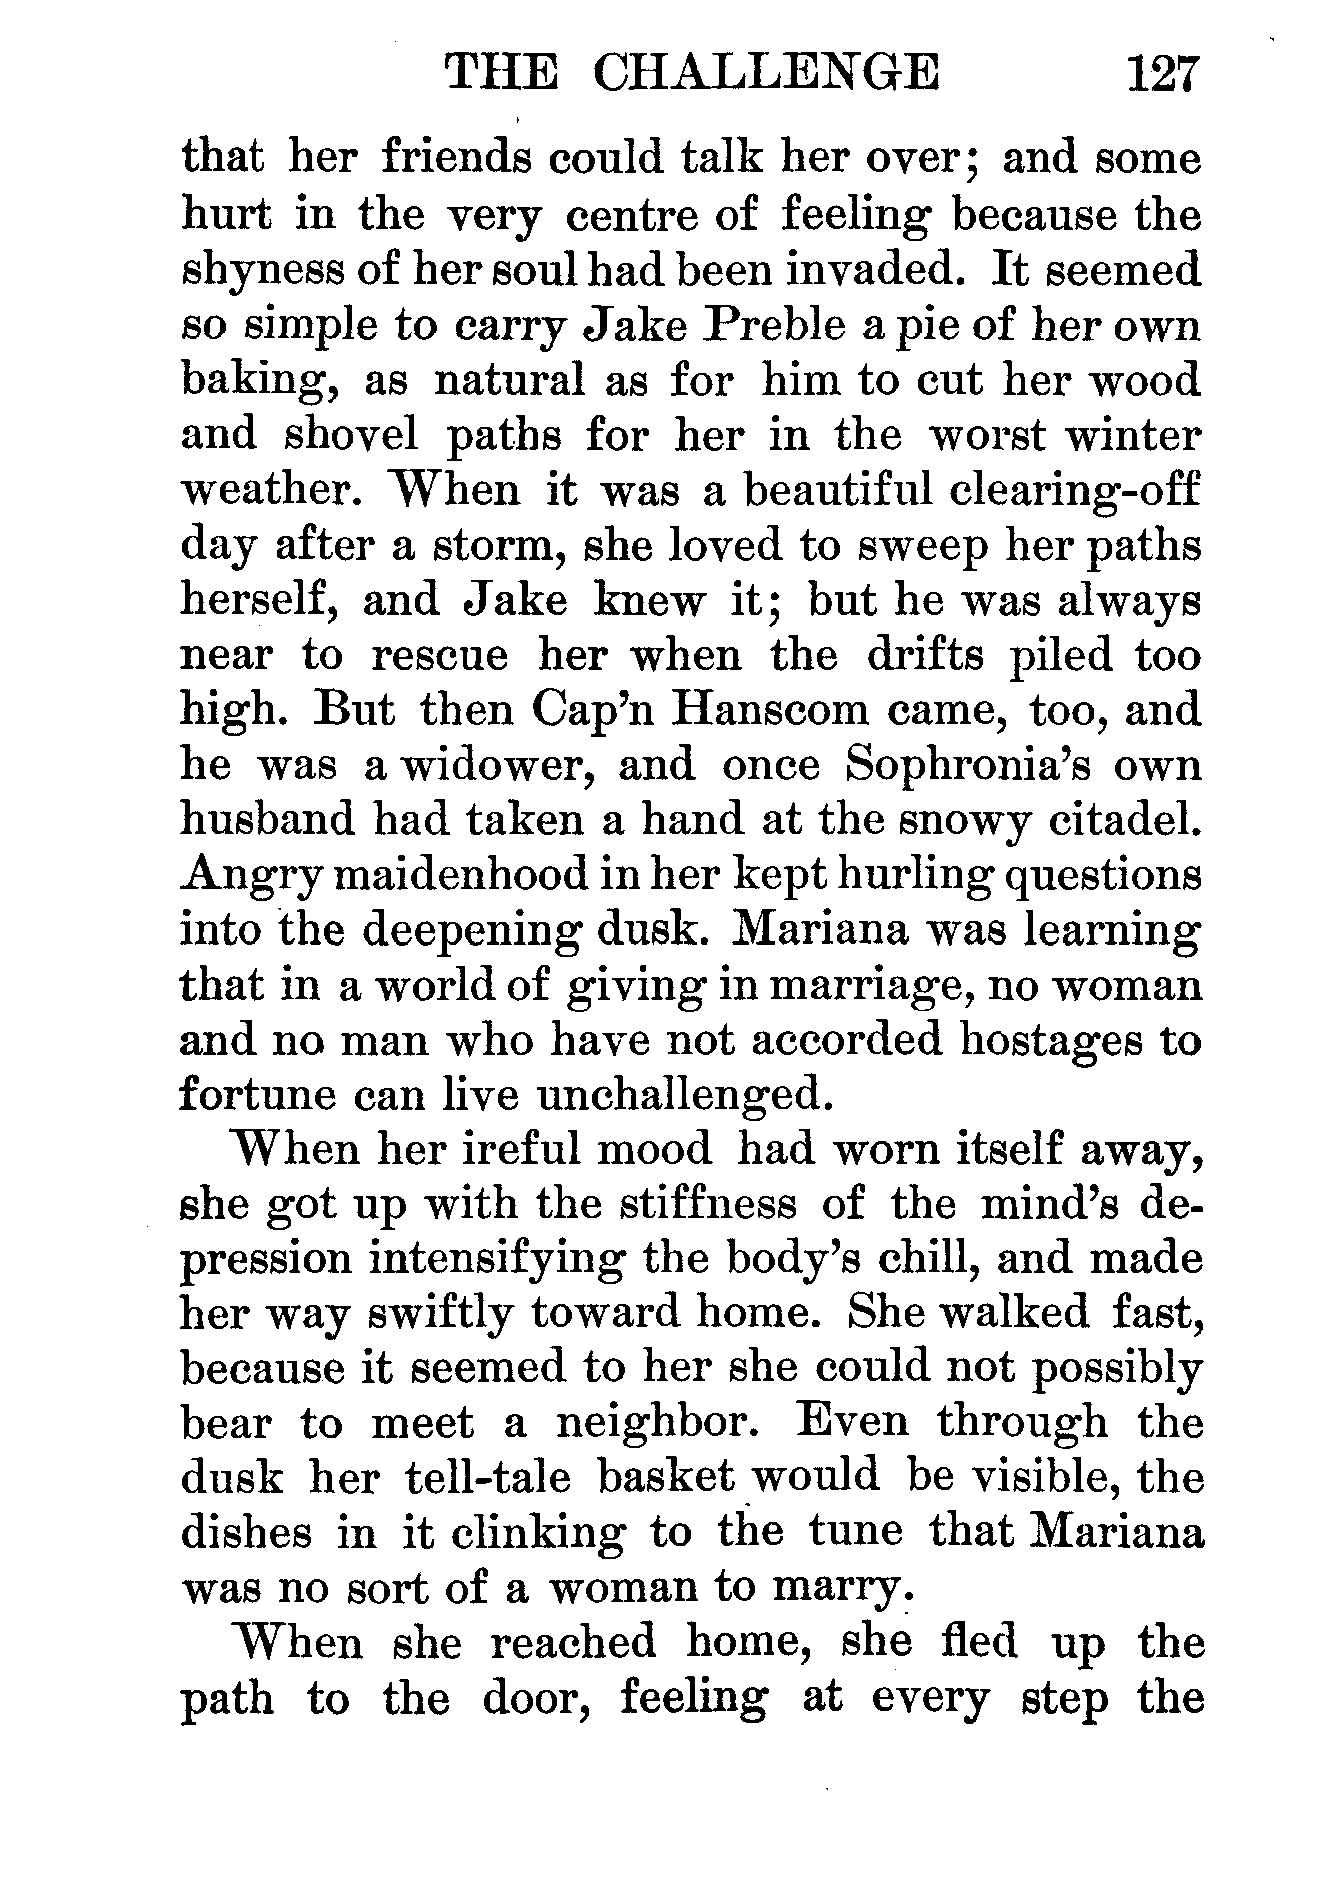 THE CHALLENGE 127
that her friends could talk her over; and some
hurt in the very centre of feeling because the
shyness of her soul had been invaded. It seemed
so simple to carry Jake Preble a pie of her own
baking, as natural as for him to cut her wood
and shovel paths for her in the worst winter
weather. When it was a beautiful clearing-off
day after a storm, she loved to sweep her paths
herself, and Jake knew it; but he was always
near to rescue her when the drifts piled too
high. But then Cap'n Hanscom came, too, and
he was a widower, and once Sophronia's own
husband had taken a hand at the snowy citadel.
Angry maidenhood in her kept hurling questions
into the deepening dusk. Mariana was learning
that in a world of giving in marriage, no woman
and no man who have not accorded hostages to
fortune can live unchallenged.
When her ireful mood had worn itself away,
she got up with the stiffness of the mind's de-
pression intensifying the body's chill, and made
her way swiftly toward home. She walked fast,
because it seemed to her she could not possibly
bear to meet a neighbor. Even through the
dusk her tell-tale basket would be visible, the
dishes in it clinking to the tune that Mariana
was no sort of a woman to marry.
When she reached home, she fled up the
path to the door, feeling at every step the